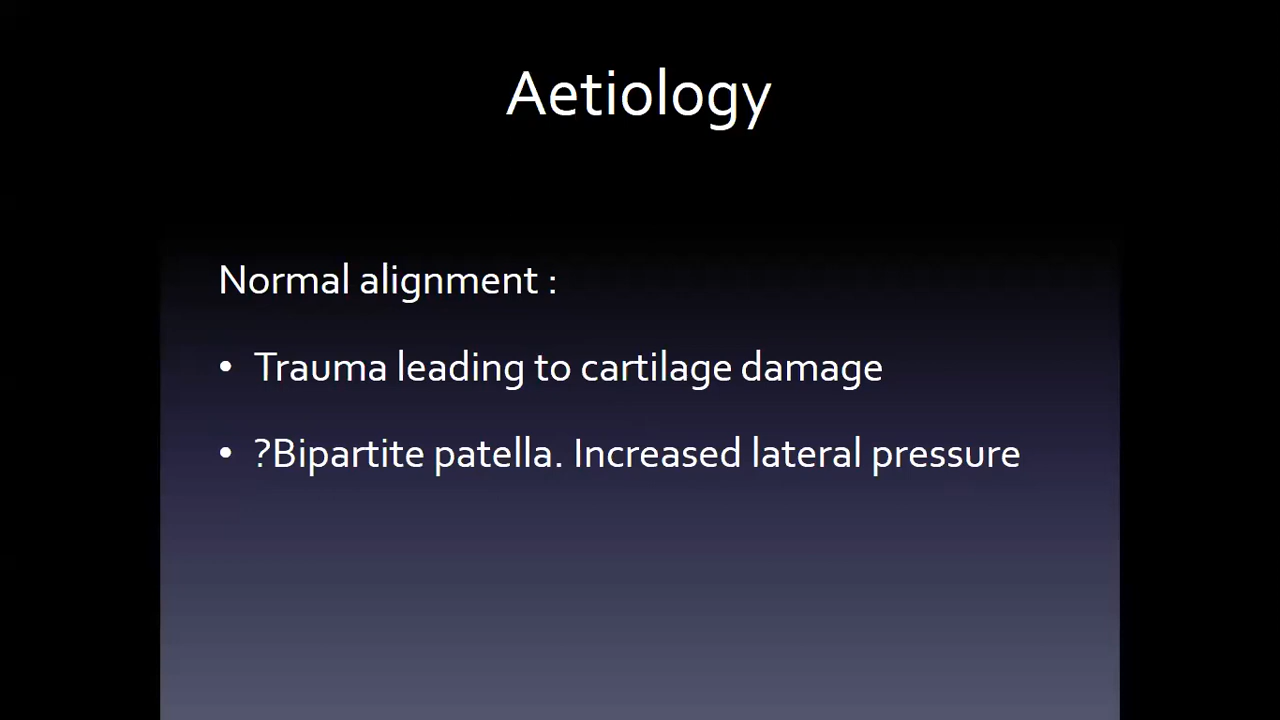 Aetiology
Normal alignment :
• Trauma leading to cartilage damage
• ?Bipartite patella. Increased lateral pressure